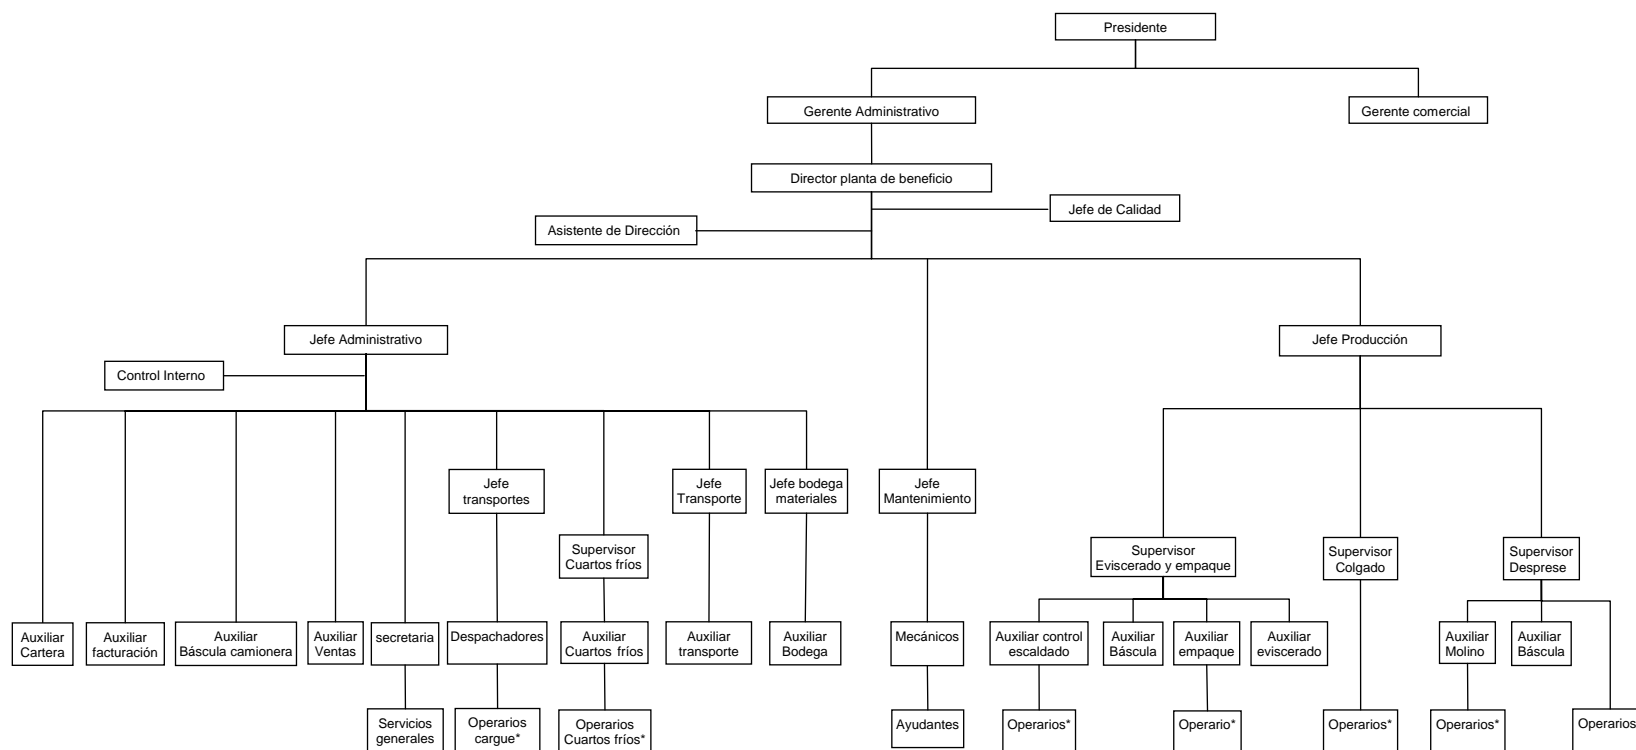 Presidente
Gerente Administrativo
Gerente comercial
Director planta de beneficio
Jefe de Calidad
Asistente de Dirección
Jefe Administrativo
Jefe Producción
Control Interno
Jefe
transportes
Jefe
Transporte
Jefe bodega
materiales
Jefe
Mantenimiento
Supervisor
Cuartos fríos
Supervisor
Eviscerado y empaque
Supervisor
Colgado
Supervisor
Desprese
Auxiliar
Cartera
Auxiliar
facturación
Auxiliar
Báscula camionera
Auxiliar
Ventas
secretaria
Despachadores
Auxiliar
Cuartos fríos
Auxiliar
transporte
Auxiliar
Bodega
Mecánicos
Auxiliar control
escaldado
Auxiliar
Báscula
Auxiliar
empaque
Auxiliar
eviscerado
Auxiliar
Molino
Auxiliar
Báscula
Servicios
generales
Operarios
cargue*
Operarios
Cuartos fríos*
Ayudantes
Operarios*
Operario*
Operarios*
Operarios*
Operarios